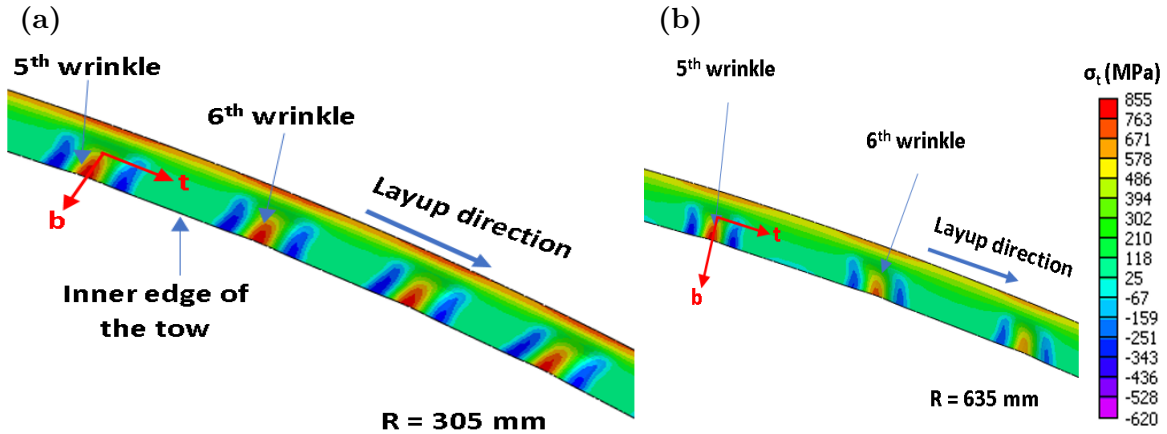 (a)
5th wrinkle
6th wrinkle
t
b
Layup direction
Inner edge of
the tow
R = 305 mm
(b)
5th wrinkle
6th wrinkle
t
b
Layup direction
R = 635 mm
σt (MPa)
855
763
671
578
486
394
302
210
118
25
-67
-159
-251
-343
-436
-528
-620